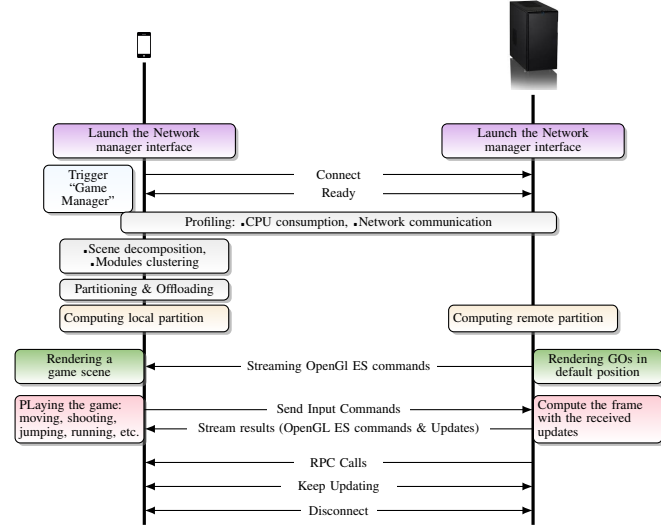 Launch the Network
manager interface
Launch the Network
manager interface
Trigger
“Game
Manager”
Connect
Ready
Profiling: .CPU consumption, .Network communication
.Scene decomposition,
.Modules clustering
Partitioning & Offloading
Computing local partition
Computing remote partition
Rendering a
game scene
Streaming OpenGl ES commands
Rendering GOs in
default position
PLaying the game:
moving, shooting,
jumping, running, etc.
Send Input Commands
Stream results (OpenGL ES commands & Updates)
Compute the frame
with the received
updates
RPC Calls
Keep Updating
Disconnect